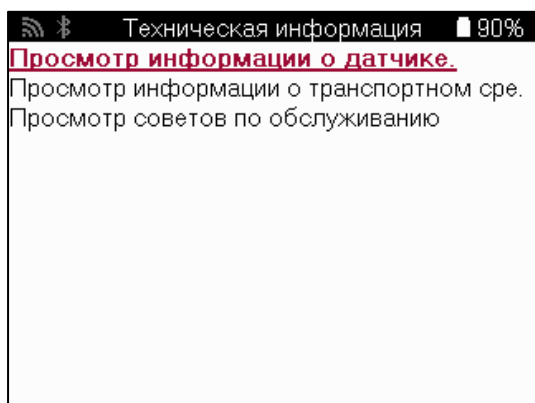 Техническая информация 90%
Просмотр информации о датчике.
Просмотр информации о транспортном сре.
Просмотр советов по обслуживанию